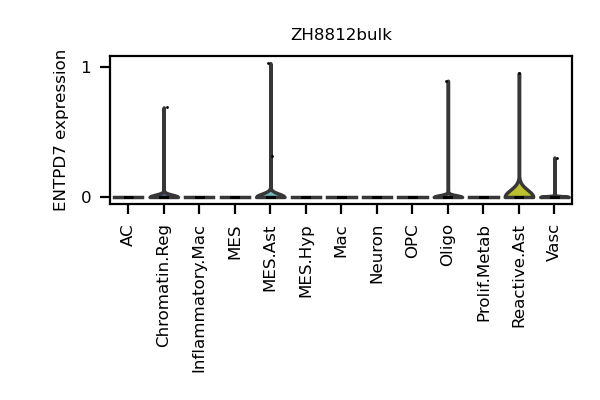 ZH8812bulk
ENTPD7 expression
1
0
AC
Chromatin.Reg
Inflammatory.Mac
MES
MES.Ast
MES.Hyp
Mac
Neuron
OPC
Oligo
Prolif.Metab
Reactive.Ast
Vasc